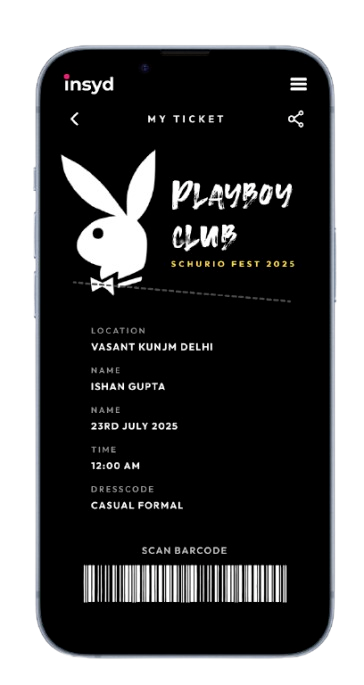 insyd
MY TICKET
PLAYBOY
CLUB
SCHURIO FEST 2025
LOCATION
VASANT KUNJM DELHI
NAME
ISHAN GUPTA
NAME
23RD JULY 2025
TIME
12:00 AM
DRESSCODE
CASUAL FORMAL
SCAN BARCODE